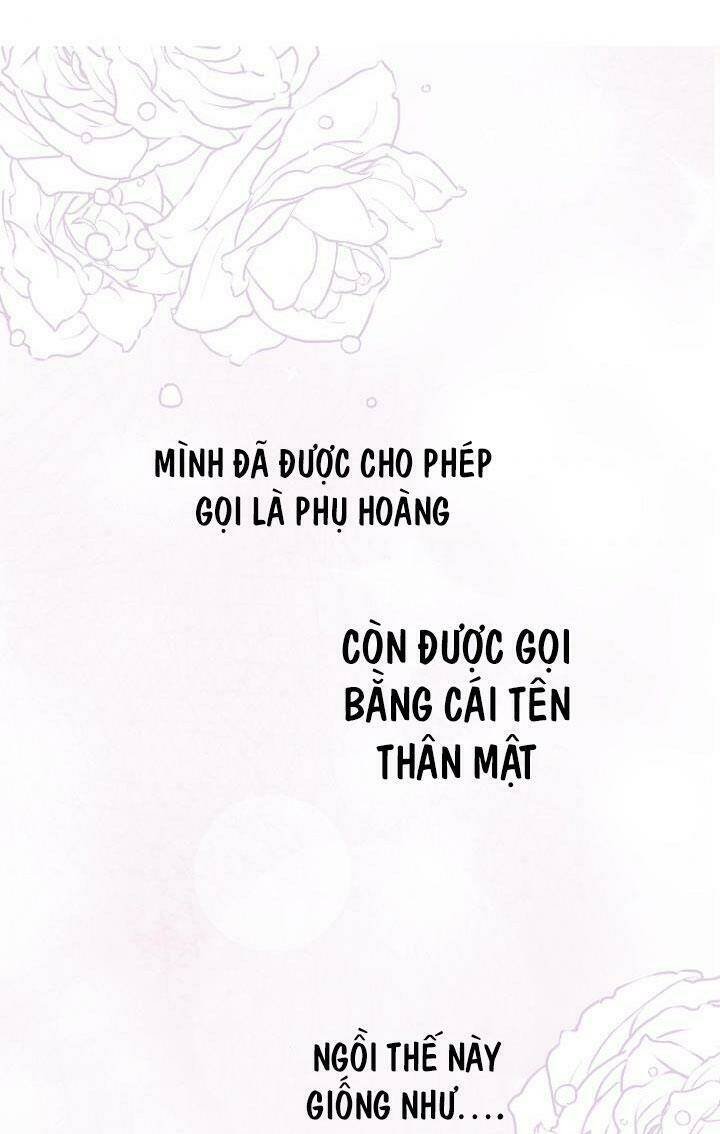 MÌNH ĐÃ ĐƯỢC CHO PHÉP
GỌI LÀ PHỤ HOÀNG
CÒN ĐƯỢC GỌI
BẰNG CÁI TÊN
THÂN MẬT
NGỒI THẾ NÀY
GIỐNG NHƯ....